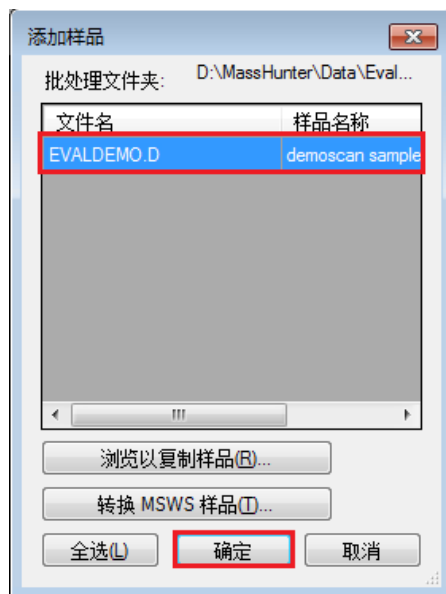 添加样品
批处理文件夹: D:\MassHunter\Data\Eval...
文件名 样品名称
EVALDEMO.D demoscan sample
浏览以复制样品(R)...
转换 MSWS 样品(T)...
全选(L) 确定 取消